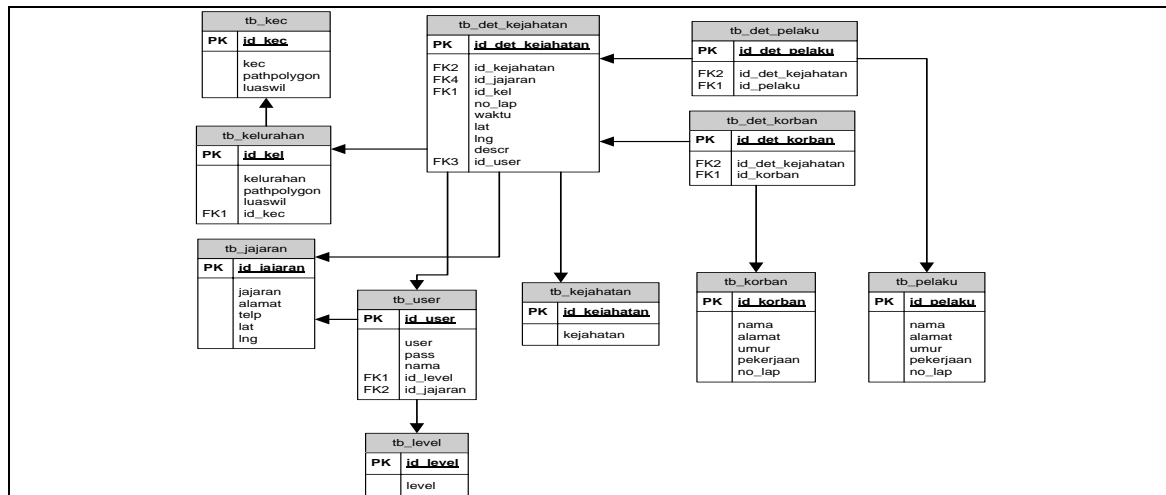 tb_kec
PK id_kec
kec
pathpolygon
luaswil
tb_kelurahan
PK id_kel
kelurahan
pathpolygon
luaswil
FK1 id_kec
tb_jajaran
PK id_jajaran
jajaran
alamat
telp
lat
lng
tb_det_kejahatan
PK id_det_kejahatan
FK2 id_kejahatan
FK4 id_jajaran
FK1 id_kel
no_lap
waktu
lat
lng
descr
FK3 id_user
tb_user
PK id_user
user
pass
nama
FK1 id_level
FK2 id_jajaran
tb_level
PK id_level
level
tb_kejahatan
PK id_kejahatan
kejahatan
tb_det_pelaku
PK id_det_pelaku
FK2 id_det_kejahatan
FK1 id_pelaku
tb_det_korban
PK id_det_korban
FK2 id_det_kejahatan
FK1 id_korban
tb_korban
PK id_korban
nama
alamat
umur
pekerjaan
no_lap
tb_pelaku
PK id_pelaku
nama
alamat
umur
pekerjaan
no_lap